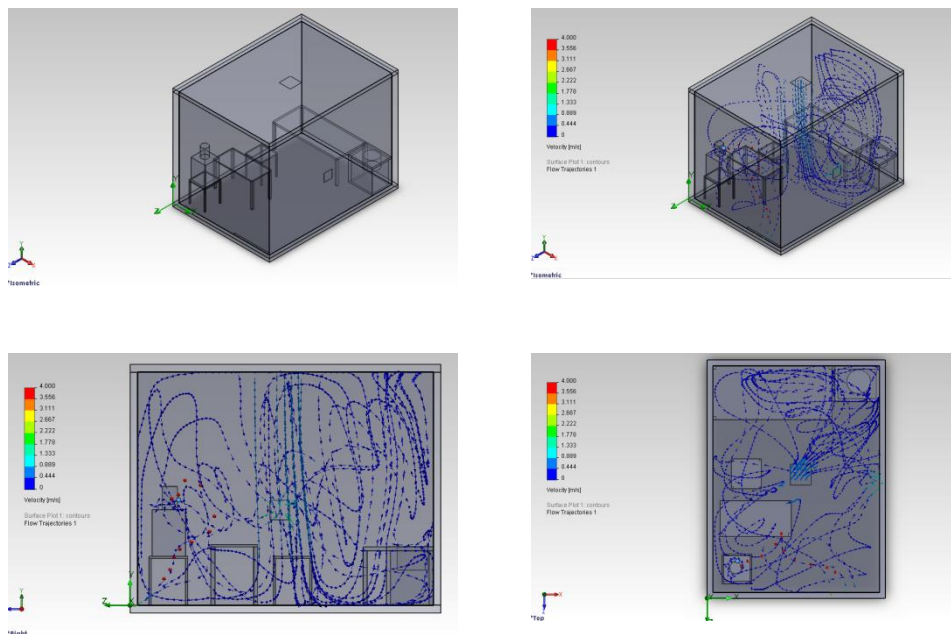 Y
Z
Y
Z
X
*Isometric
4.000
3.556
3.111
2.667
2.222
1.778
1.333
0.889
0.444
0
Velocity [m/s]
Surface Plot 1: contours
Flow Trajectories 1
Y
Z
Y
Z
X
*Isometric
4.000
3.556
3.111
2.667
2.222
1.778
1.333
0.889
0.444
0
Velocity [m/s]
Surface Plot 1: contours
Flow Trajectories 1
Y
Z
X
Y
*Right
4.000
3.556
3.111
2.667
2.222
1.778
1.333
0.889
0.444
0
Velocity [m/s]
Surface Plot 1: contours
Flow Trajectories 1
X
X
Z
*Top